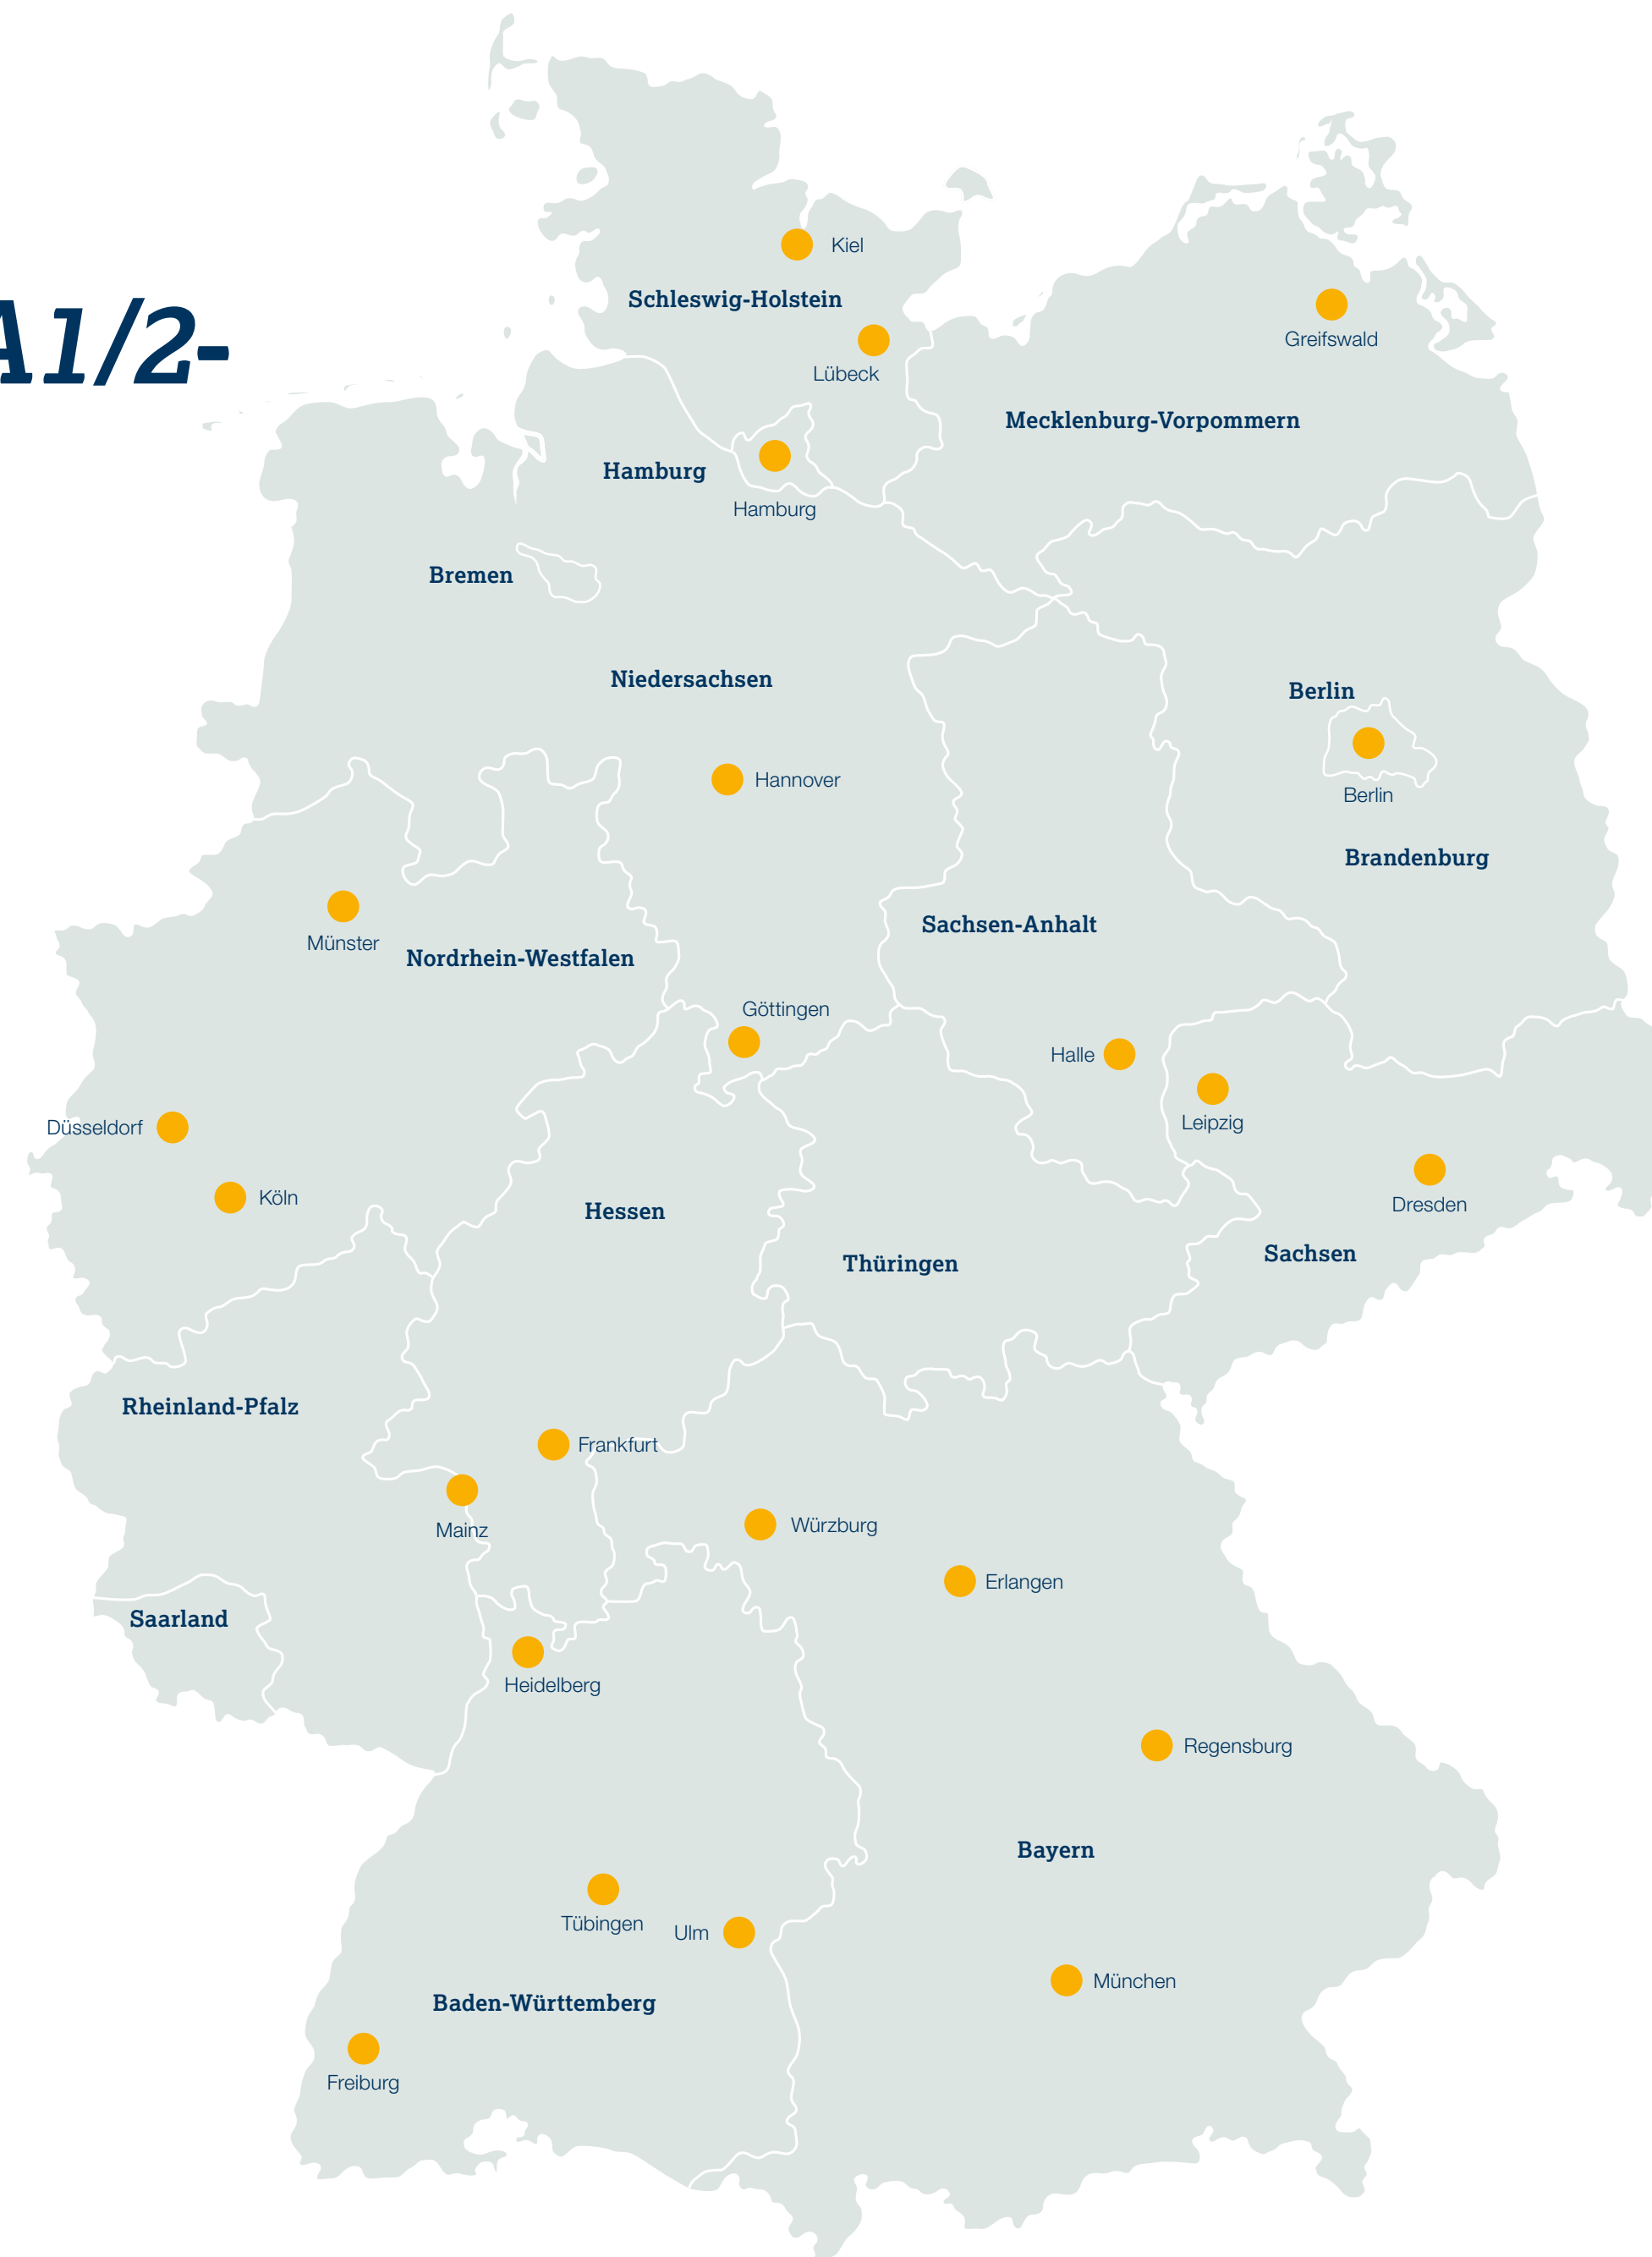 Kiel
Schleswig-Holstein
A1/2-
Greifswald
Lübeck
Mecklenburg-Vorpommern
Hamburg
Hamburg
Bremen
Niedersachsen
Berlin
Hannover
Berlin
Brandenburg
Sachsen-Anhalt
Münster
Nordrhein-Westfalen
Göttingen
Halle
Leipzig
Düsseldorf
Köln
Dresden
Hessen
Sachsen
Thüringen
Rheinland-Pfalz
Frankfurt
Würzburg
Mainz
Erlangen
Saarland
Heidelberg
Regensburg
Bayern
Tübingen
Ulm
München
Baden-Württemberg
Freiburg